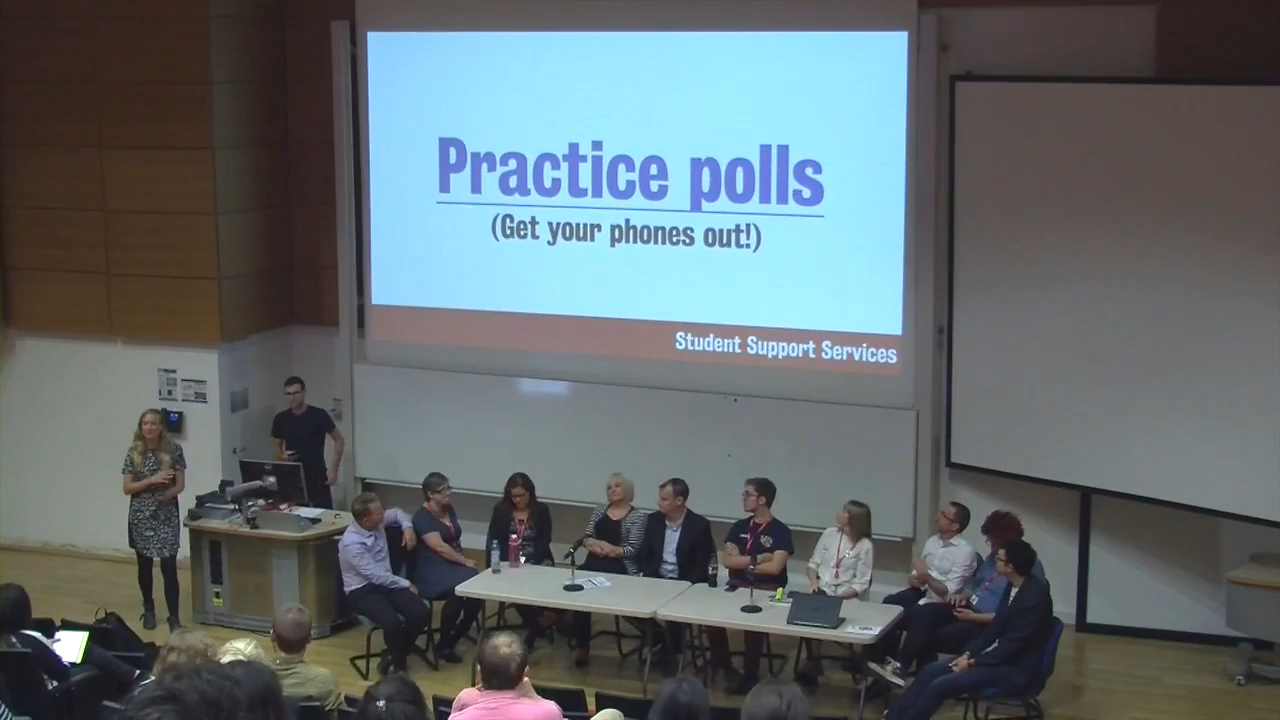 Practice polls
(Get your phones out!)
Student Support Services